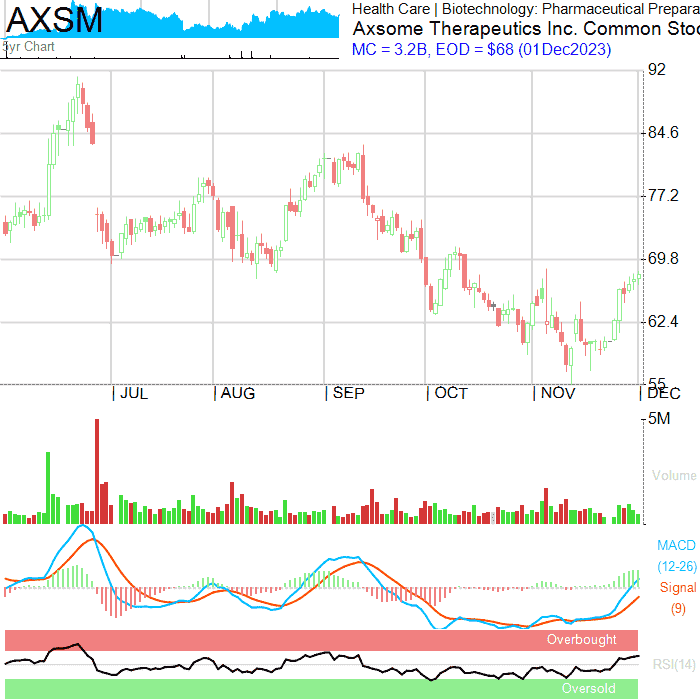 AXSM
5yr Chart
Health Care | Biotechnology: Pharmaceutical Prepara
Axsome Therapeutics Inc. Common Stoc
MC = 3.2B, EOD = $68 (01Dec2023)
92
84.6
77.2
69.8
62.4
55
JUL
AUG
SEP
OCT
NOV
DEC
5M
Volume
MACD
(12-26)
Signal
(9)
Overbought
RSI(14)
Oversold